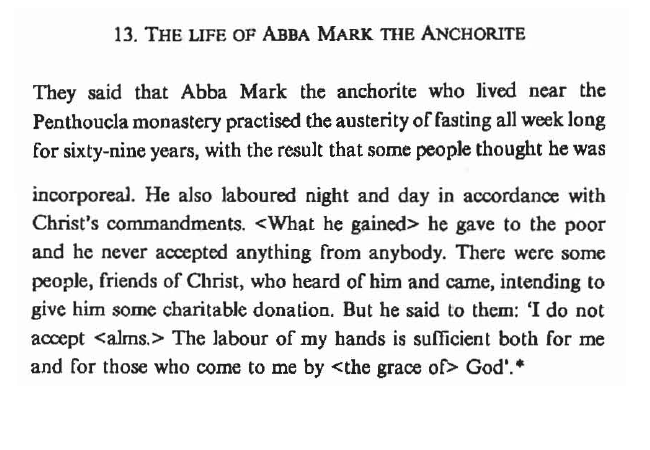 13. THE LIFE OF ABBA MARK THE ANCHORITE
They said that Abba Mark the anchorite who lived near the
Penthoucla monastery practised the austerity of fasting all week long
for sixty-nine years, with the result that some people thought he was
incorporeal. He also laboured night and day in accordance with
Christ's commandments. <What he gained> he gave to the poor
and he never accepted anything from anybody. There were some
people, friends of Christ, who heard of him and came, intending to
give him some charitable donation. But he said to them: 'I do not
accept <alms.> The labour of my hands is sufficient both for me
and for those who come to me by <the grace of> God'.*